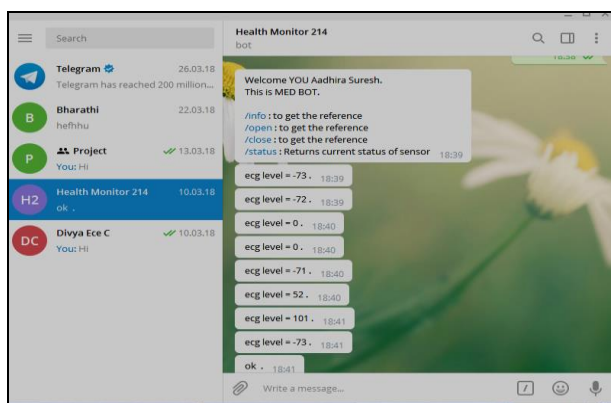 Search
Telegram 26.03.18
Telegram has reached 200 million...
B
Bharathi 22.03.18
hefhhu
P
Project 13.03.18
You: Hi
H2
Health Monitor 214 10.03.18
ok .
DC
Divya Ece C 10.03.18
You: Hi
Health Monitor 214
bot
18:38
Welcome YOU Aadhira Suresh.
This is MED BOT.
/info : to get the reference
/open : to get the reference
/close : to get the reference
/status : Returns current status of sensor 18:39
ecg level = -73 . 18:39
ecg level = -72 . 18:39
ecg level = 0 . 18:40
ecg level = 0 . 18:40
ecg level = -71 . 18:40
ecg level = 52 . 18:40
ecg level = 101 . 18:41
ecg level = -73 . 18:41
ok . 18:41
Write a message...